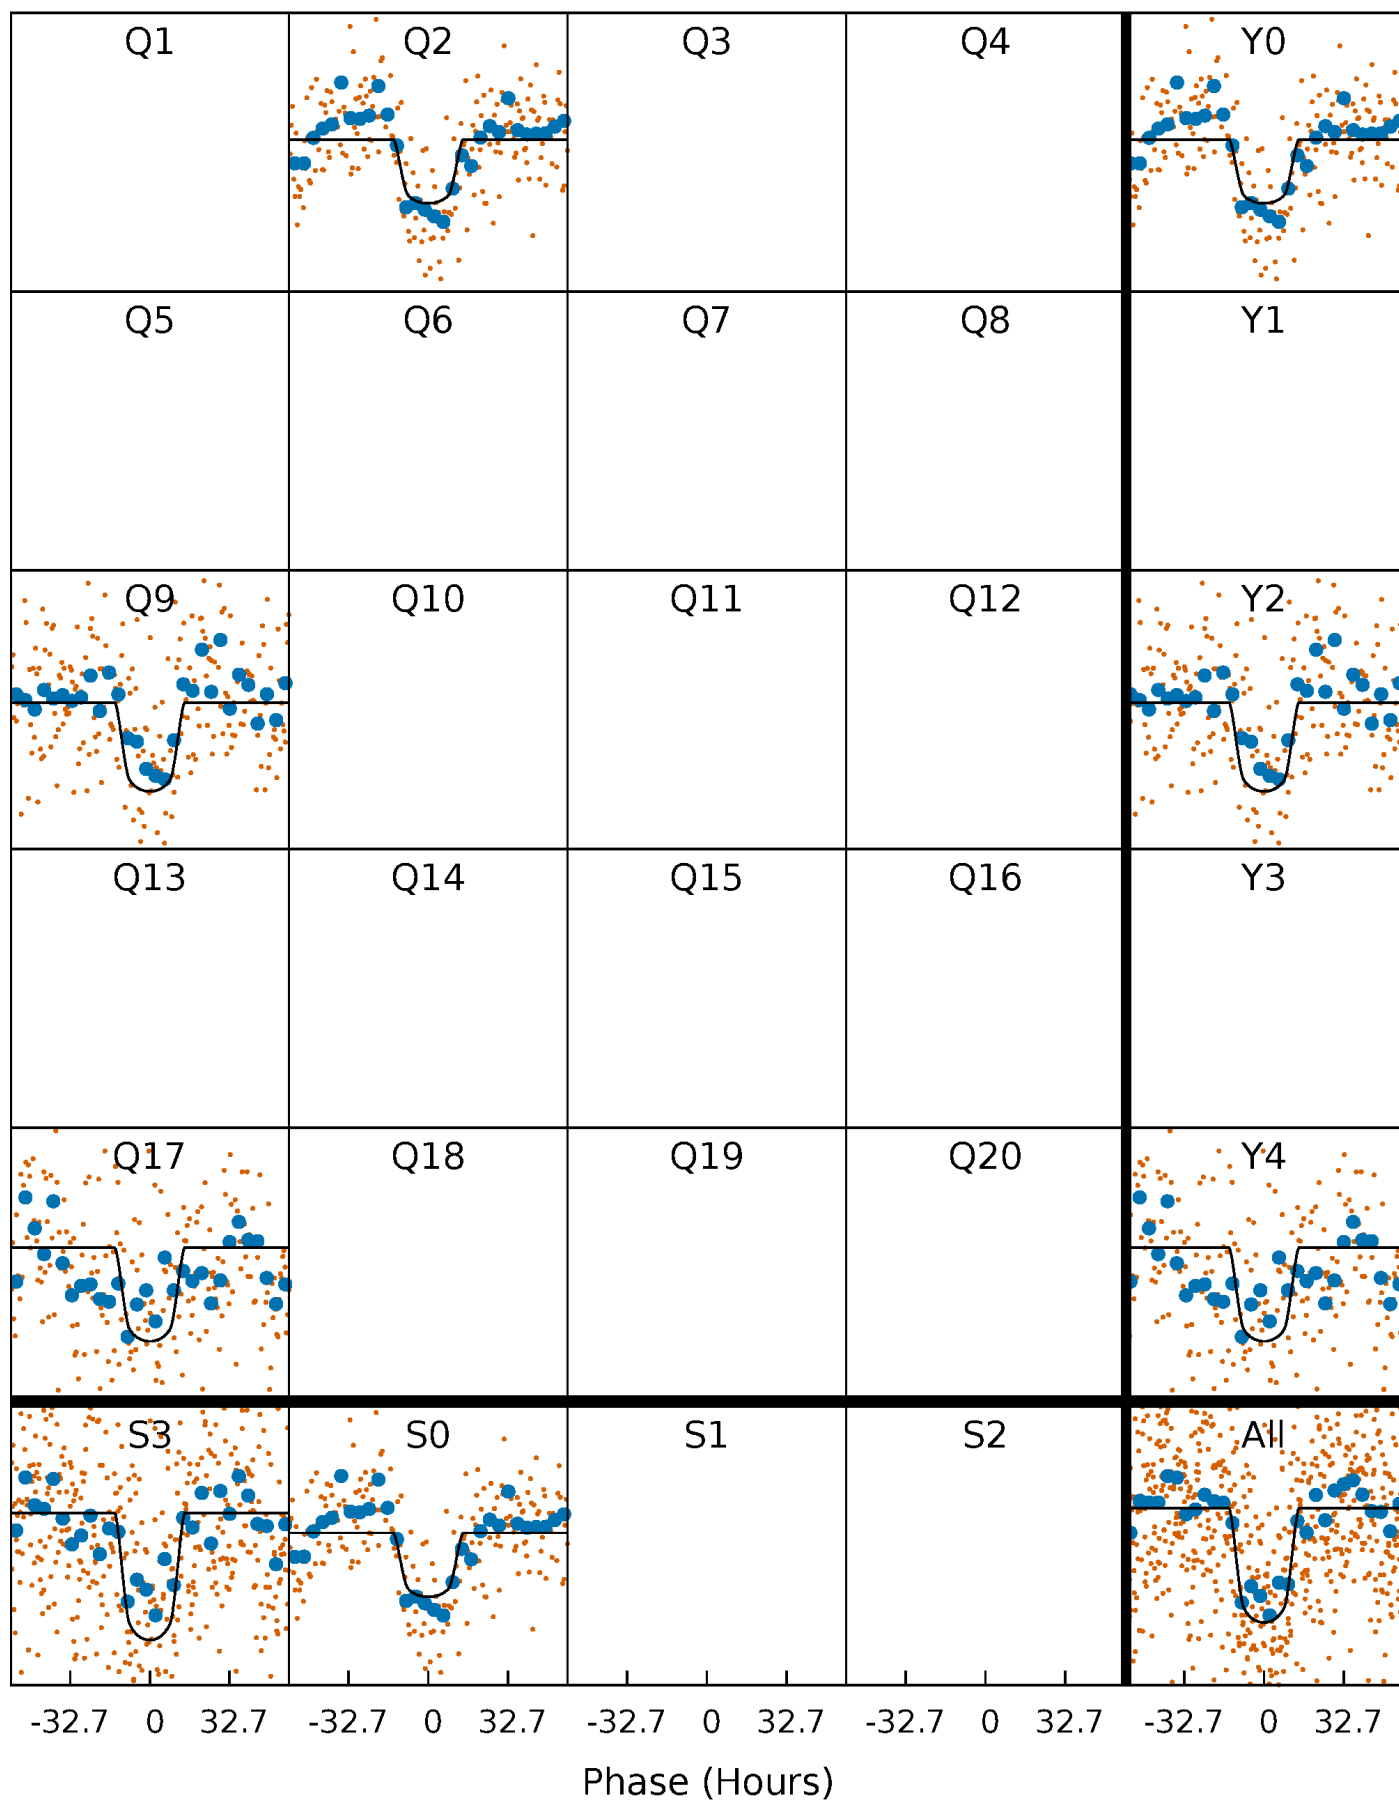 Q1 Q2 Q3 Q4 Y0
Q5 Q6 Q7 Q8 Y1
Q9 Q10 Q11 Q12 Y2
Q13 Q14 Q15 Q16 Y3
Q17 Q18 Q19 Q20 Y4
S3 S0 S1 S2 All
-32.7 0 32.7 -32.7 0 32.7 -32.7 0 32.7 -32.7 0 32.7 -32.7 0 32.7
Phase (Hours)